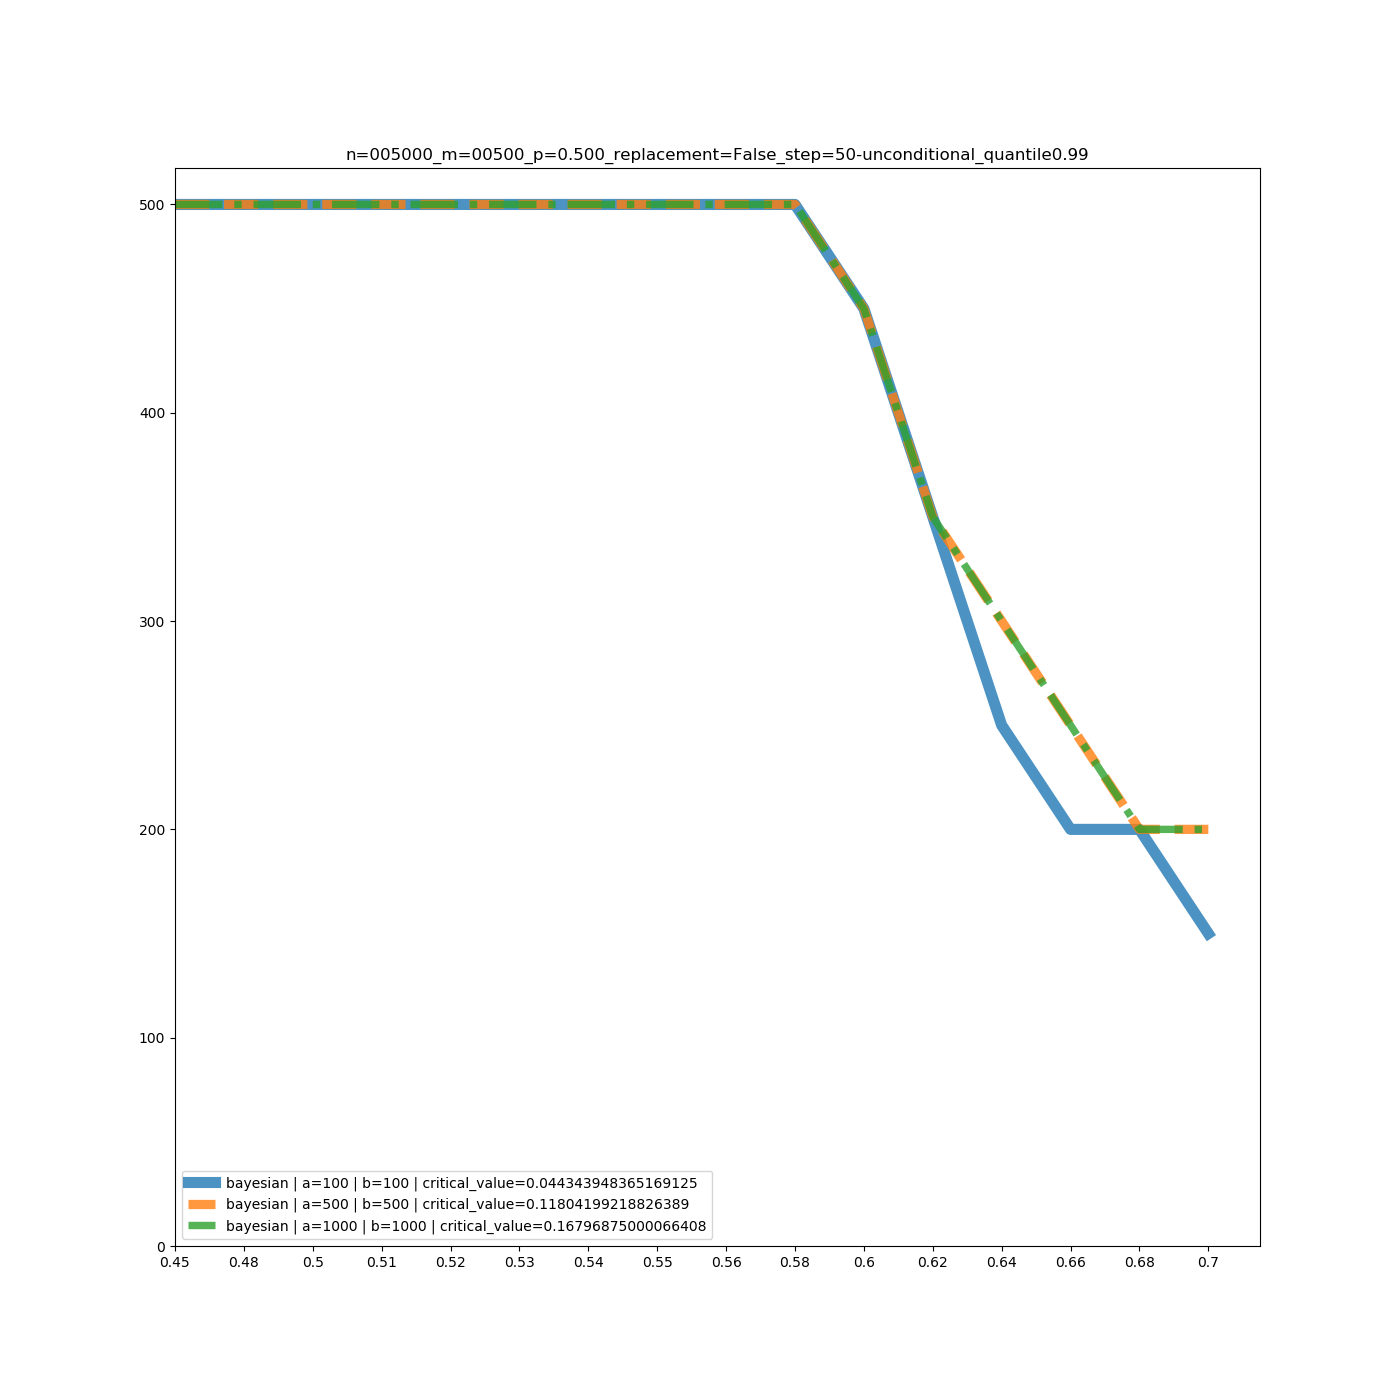 n=005000_m=00500_p=0.500_replacement=False_step=50-unconditional_quantile0.99
500
400
300
200
100
0
bayesian | a=100 | b=100 | critical_value=0.044343948365169125
bayesian | a=500 | b=500 | critical_value=0.11804199218826389
bayesian | a=1000 | b=1000 | critical_value=0.16796875000066408
0.45 0.48 0.5 0.51 0.52 0.53 0.54 0.55 0.56 0.58 0.6 0.62 0.64 0.66 0.68 0.7